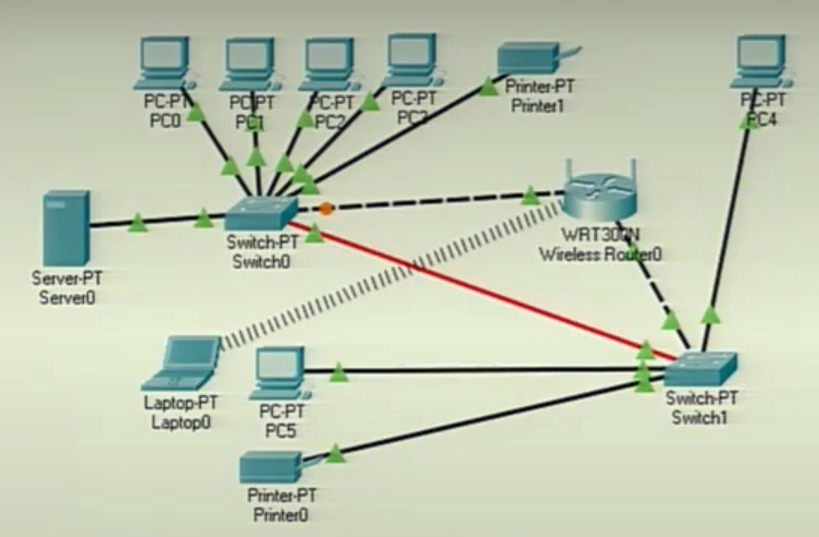 PC-PT
PC0
PC-PT
PC1
PC-PT
PC2
PC-PT
PC3
Printer-PT
Printer1
PC-PT
PC4
Server-PT
Server0
Switch-PT
Switch0
WRT300N
Wireless Router0
Laptop-PT
Laptop0
PC-PT
PC5
Switch-PT
Switch1
Printer-PT
Printer0